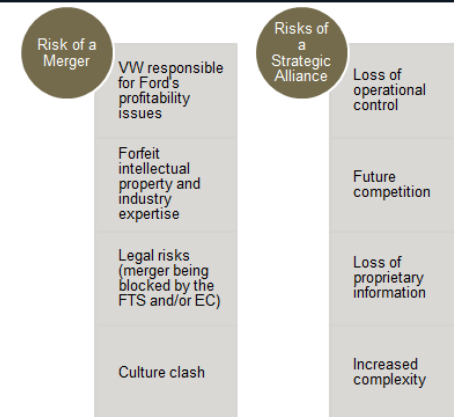 Risk of a
Merger
VW responsible
for Ford's
profitability
issues
Forfeit
intellectual
property and
industry
expertise
Legal risks
(merger being
blocked by the
FTS and/or EC)
Culture clash
Risks of
a
Strategic
Alliance
Loss of
operational
control
Future
competition
Loss of
proprietary
information
Increased
complexity